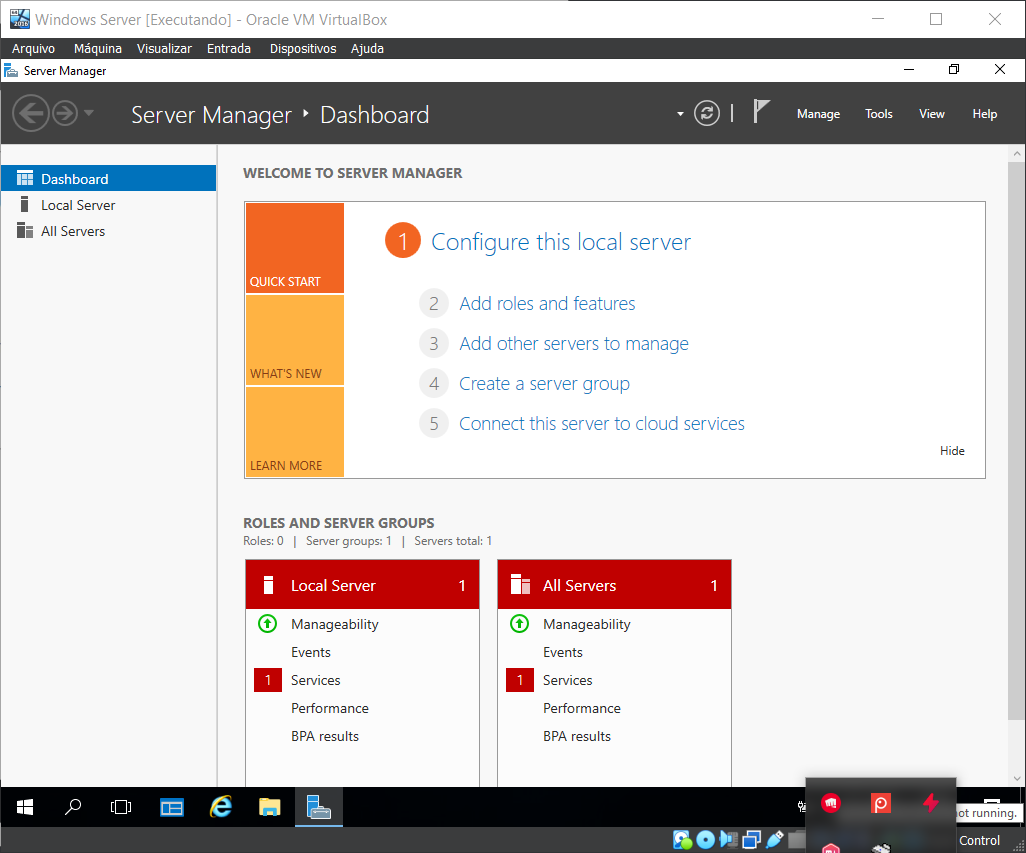 Windows Server [Executando] - Oracle VM VirtualBox
Arquivo Máquina Visualizar Entrada Dispositivos Ajuda
Server Manager
Server Manager Dashboard
Manage Tools View Help
Dashboard
Local Server
All Servers
WELCOME TO SERVER MANAGER
QUICK START
WHAT'S NEW
LEARN MORE
1 Configure this local server
2 Add roles and features
3 Add other servers to manage
4 Create a server group
5 Connect this server to cloud services
Hide
ROLES AND SERVER GROUPS
Roles: 0 | Server groups: 1 | Servers total: 1
Local Server 1
Manageability
Events
1 Services
Performance
BPA results
All Servers 1
Manageability
Events
1 Services
Performance
BPA results
not running.
Control